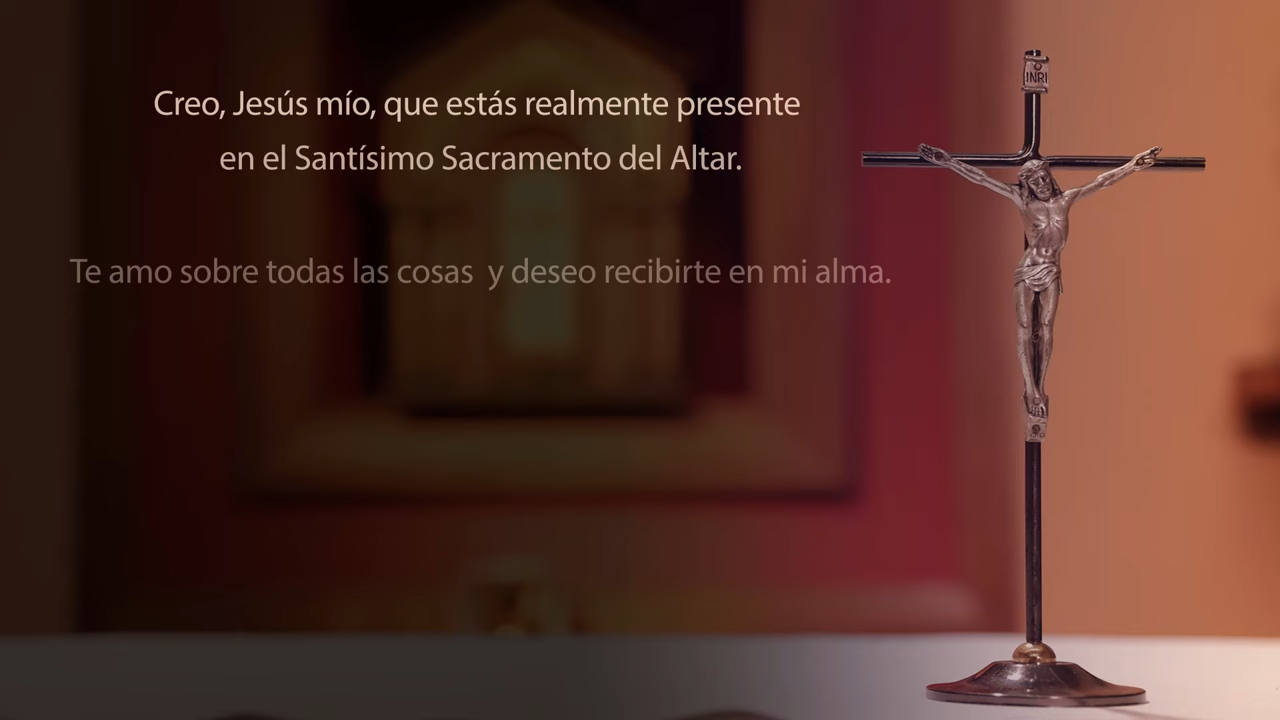 Creo, Jesús mío, que estás realmente presente
en el Santísimo Sacramento del Altar.
Te amo sobre todas las cosas  y deseo recibirte en mi alma.
INRI